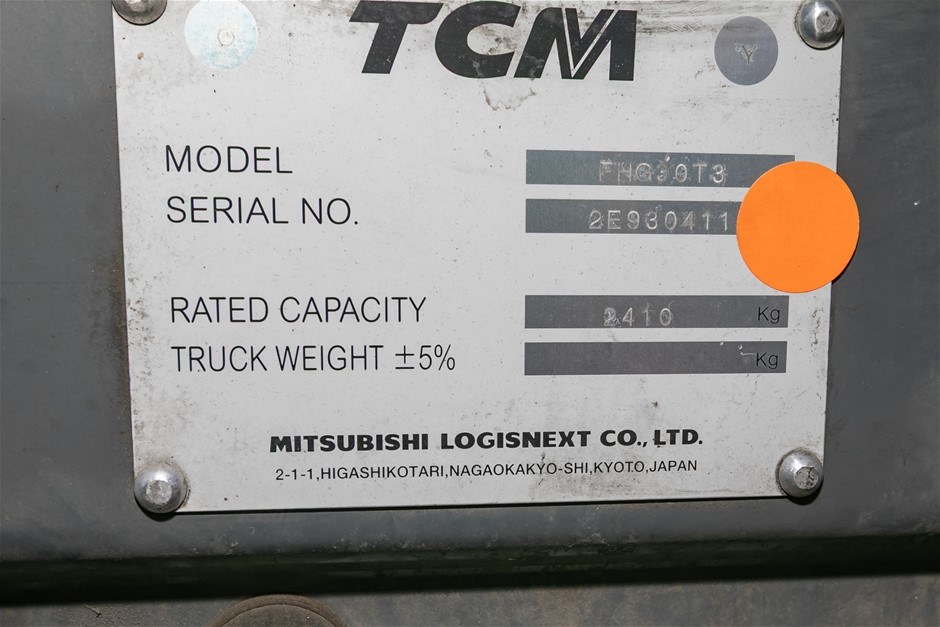 TCM
MODEL FHG30T3
SERIAL NO. 2E930411
RATED CAPACITY 2410 Kg
TRUCK WEIGHT ±5% Kg
MITSUBISHI LOGISNEXT CO., LTD.
2-1-1,HIGASHIKOTARI,NAGAOKAKYO-SHI,KYOTO,JAPAN